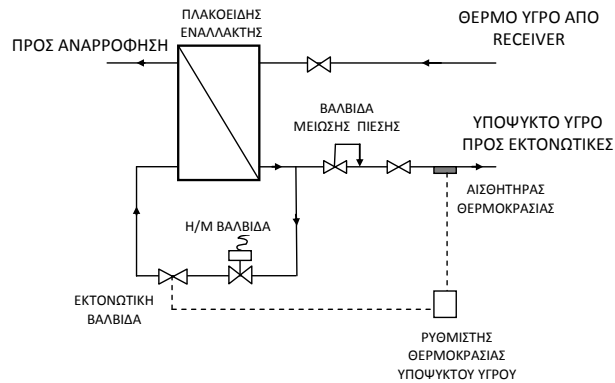 ΠΛΑΚΟΕΙΔΗΣ
ΕΝΑΛΛΑΚΤΗΣ
ΠΡΟΣ ΑΝΑΡΡΟΦΗΣΗ
ΘΕΡΜΟ ΥΓΡΟ ΑΠΟ
RECEIVER
ΒΑΛΒΙΔΑ
ΜΕΙΩΣΗΣ ΠΙΕΣΗΣ
ΥΠΟΨΥΚΤΟ ΥΓΡΟ
ΠΡΟΣ ΕΚΤΟΝΩΤΙΚΕΣ
ΑΙΣΘΗΤΗΡΑΣ
ΘΕΡΜΟΚΡΑΣΙΑΣ
Η/Μ ΒΑΛΒΙΔΑ
ΕΚΤΟΝΩΤΙΚΗ
ΒΑΛΒΙΔΑ
ΡΥΘΜΙΣΤΗΣ
ΘΕΡΜΟΚΡΑΣΙΑΣ
ΥΠΟΨΥΚΤΟΥ ΥΓΡΟΥ